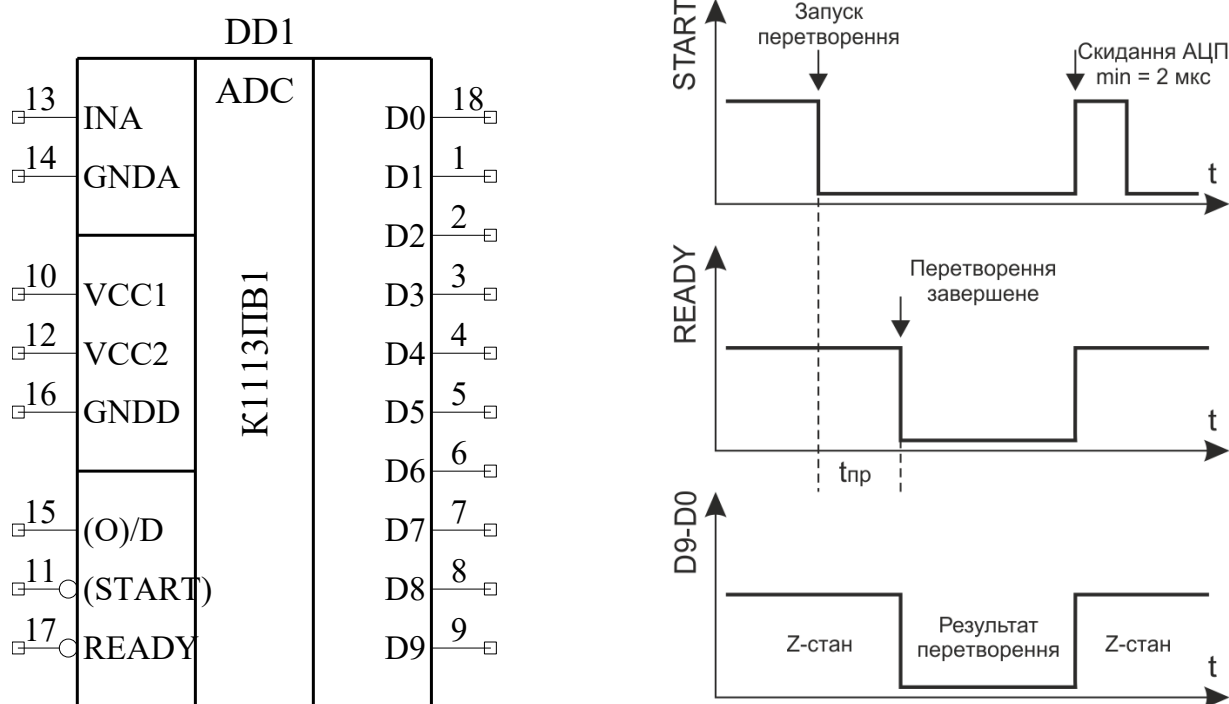 DD1
ADC
13
INA
14
GNDA
10
VCC1
12
VCC2
16
GNDD
15
(O)/D
11
(START)
17
READY
К1113ПВ1
D0
18
D1
1
D2
2
D3
3
D4
4
D5
5
D6
6
D7
7
D8
8
D9
9
START
Запуск
перетворення
Скидання АЦП
min = 2 мкс
t
READY
Перетворення
завершене
t
tпр
D9-D0
Z-стан
Результат
перетворення
Z-стан
t